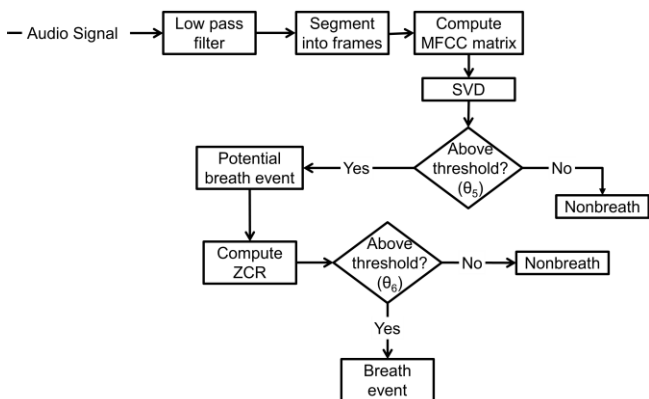 Audio Signal
Low pass
filter
Segment
into frames
Compute
MFCC matrix
SVD
Above
threshold?
(θ₅)
Yes
No
Potential
breath event
Nonbreath
Compute
ZCR
Above
threshold?
(θ₆)
No
Nonbreath
Yes
Breath
event